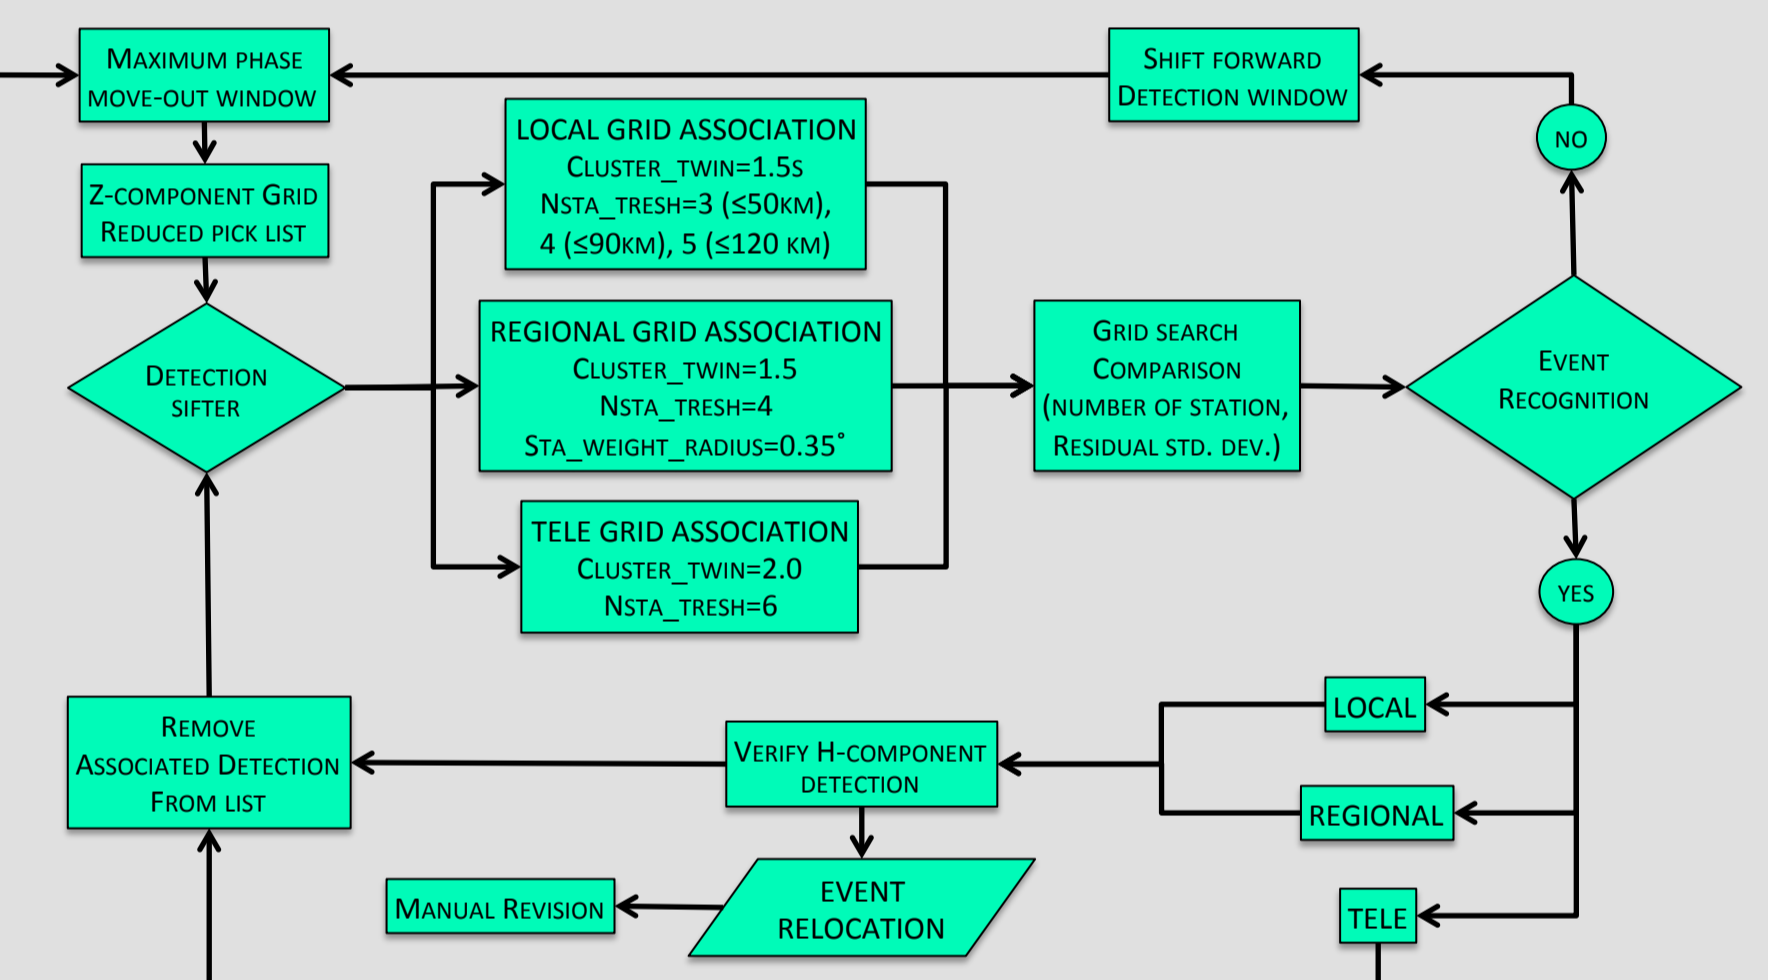 Maximum phase
move-out window
Shift forward
Detection window
NO
Z-component Grid
Reduced pick list
LOCAL GRID ASSOCIATION
Cluster_twin=1.5s
Nsta_tresh=3 (≤50km),
4 (≤90km), 5 (≤120 km)
Detection
sifter
REGIONAL GRID ASSOCIATION
Cluster_twin=1.5
Nsta_tresh=4
Sta_weight_radius=0.35˚
Grid search
Comparison
(number of station,
Residual std. dev.)
Event
Recognition
TELE GRID ASSOCIATION
Cluster_twin=2.0
Nsta_tresh=6
YES
Remove
Associated Detection
From list
Verify H-component
detection
LOCAL
REGIONAL
Manual Revision
EVENT
RELOCATION
TELE